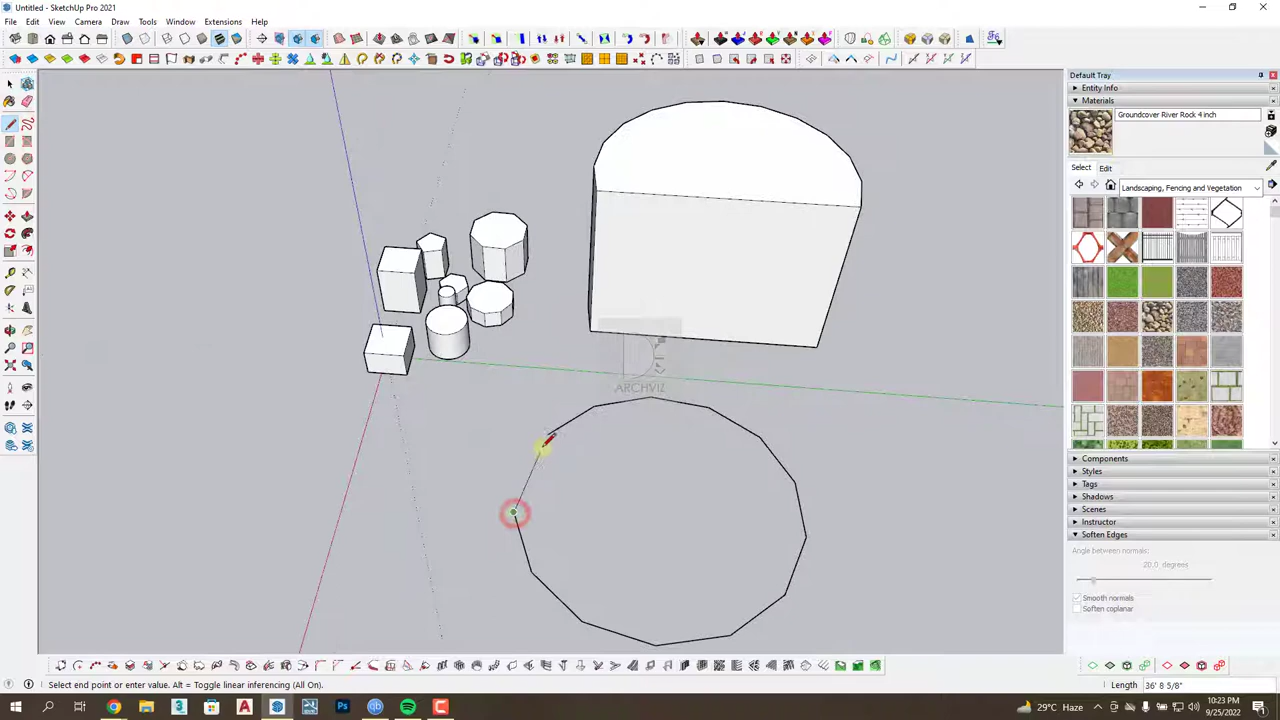 Untitled - SketchUp Pro 2021
File Edit View Camera Draw Tools Window Extensions Help
Default Tray
Entity Info
Materials
Groundcover River Rock 4 inch
Select Edit
Landscaping, Fencing and Vegetation
ARCHVIZ
Components
Styles
Tags
Shadows
Scenes
Instructor
Soften Edges
Angle between normals:
20.0 degrees
Smooth normals
Soften coplanar
Select end point or enter value. Alt = Toggle linear inferencing (All On).
Length 36' 8 5/8"
29°C Haze
10:23 PM
9/25/2022